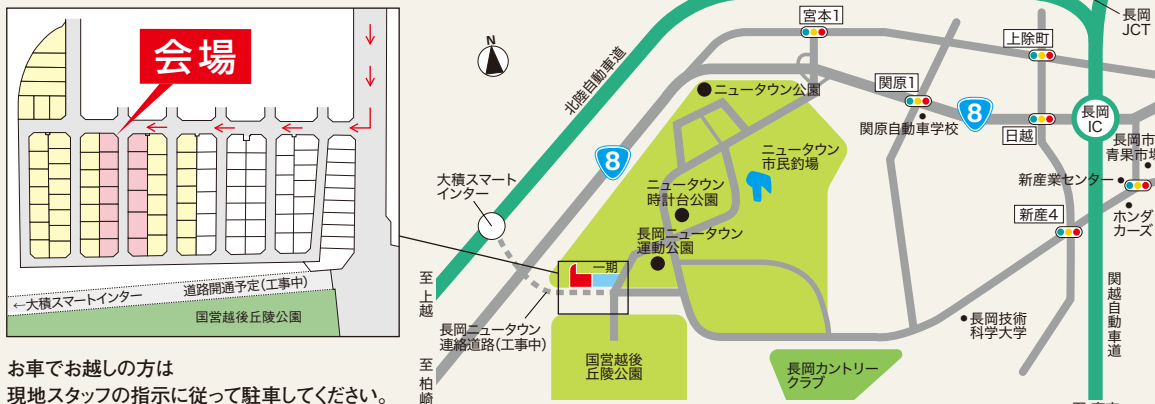 会場
←大積スマートインター
道路開通予定(工事中)
国営越後丘陵公園
お車でお越しの方は
現地スタッフの指示に従って駐車してください。
N
北陸自動車道
8
大積スマート
インター
至上越
至柏崎
長岡ニュータウン
連絡道路(工事中)
一期
国営越後
丘陵公園
ニュータウン公園
ニュータウン
市民釣場
ニュータウン
時計台公園
長岡ニュータウン
運動公園
長岡カントリー
クラブ
宮本1
関原1
関原自動車学校
8
上除町
日越
長岡
JCT
長岡
IC
長岡市
青果市場
新産業センター
ホンダ
カーズ
新産4
長岡技術
科学大学
関越自動車道